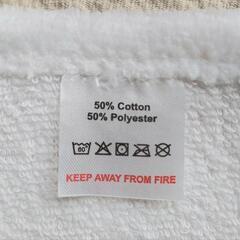 50% Cotton
50% Polyester
60°
KEEP AWAY FROM FIRE